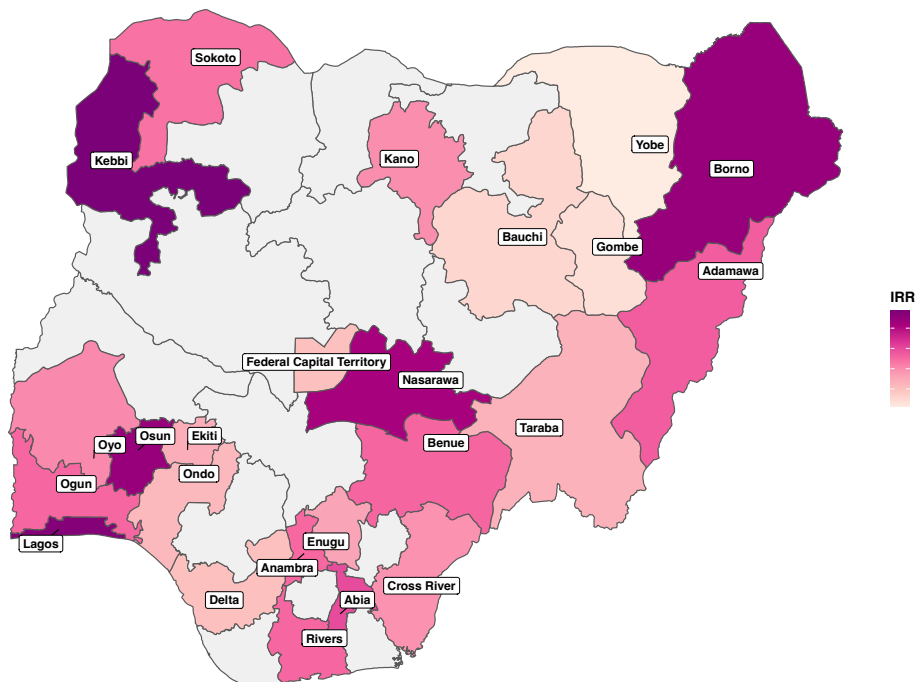 Sokoto
Kebbi
Kano
Yobe
Borno
Bauchi
Gombe
Adamawa
IRR
Federal Capital Territory
Nasarawa
Taraba
Oyo
Osun
Ekiti
Benue
Ogun
Ondo
Lagos
Enugu
Anambra
Cross River
Delta
Abia
Rivers